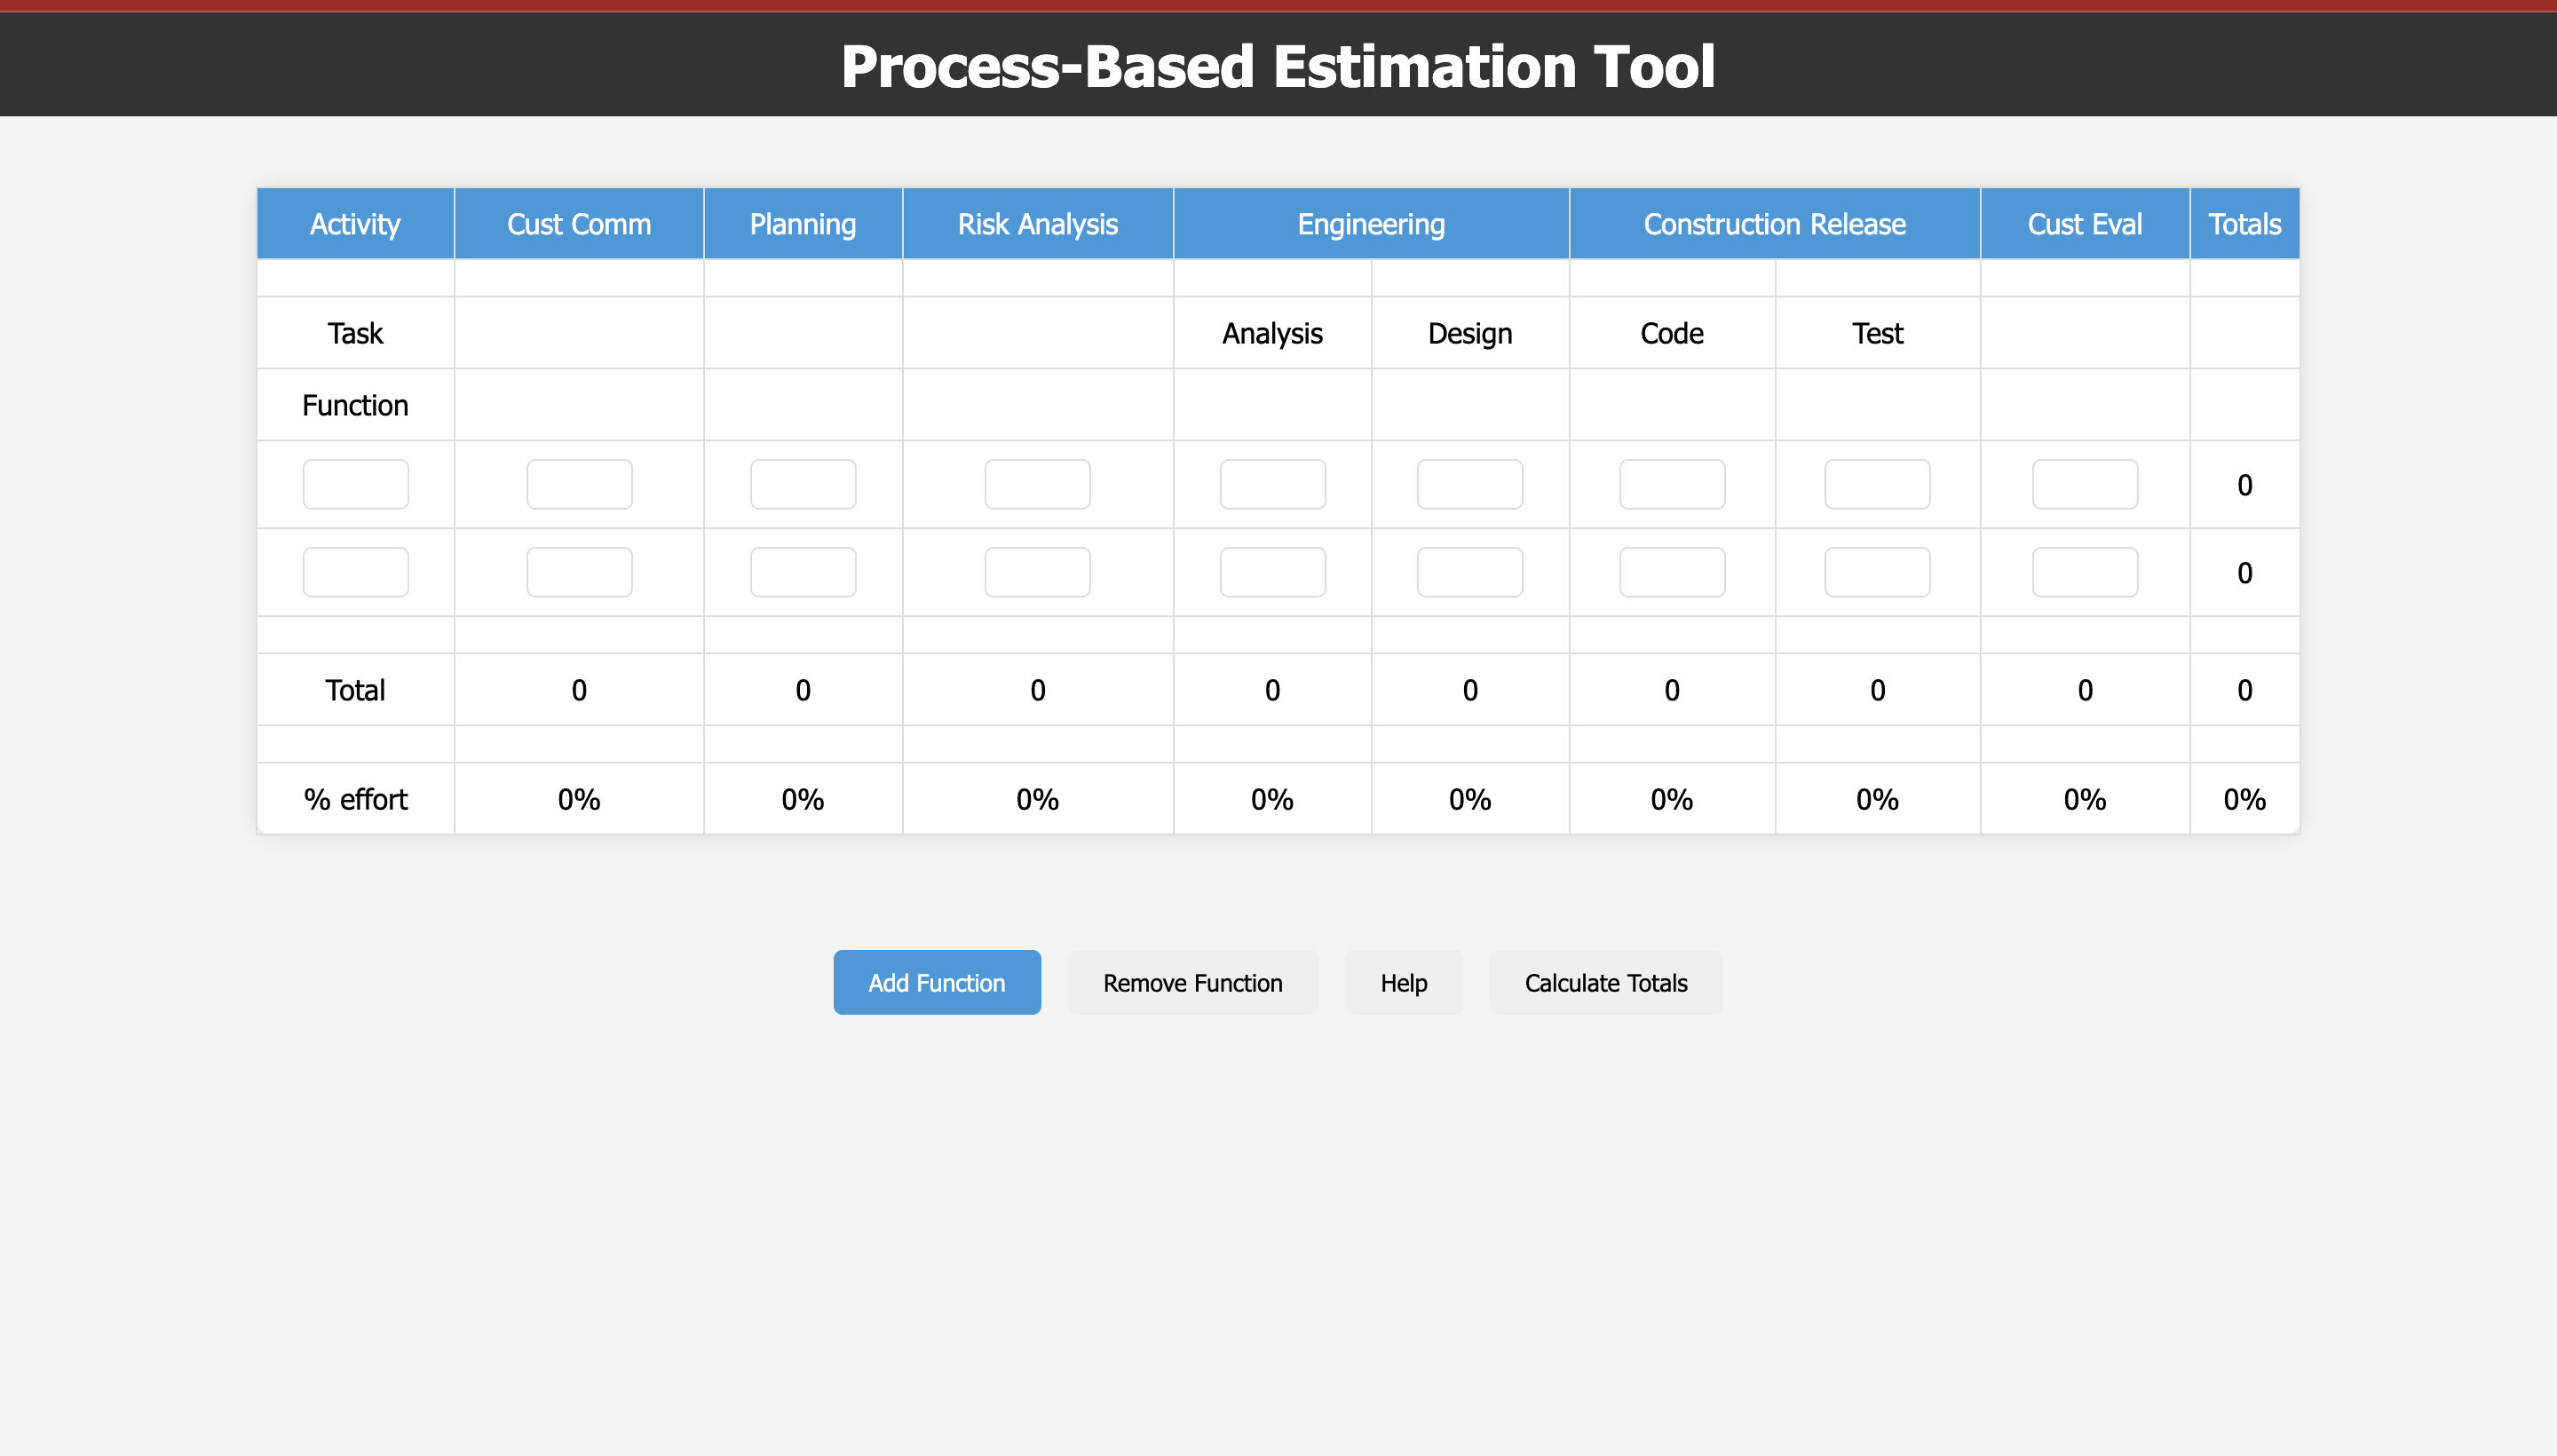 Process-Based Estimation Tool
Activity Cust Comm Planning Risk Analysis Engineering Construction Release Cust Eval Totals
Task Analysis Design Code Test
Function
0
0
Total 0 0 0 0 0 0 0 0 0
% effort 0% 0% 0% 0% 0% 0% 0% 0% 0%
Add Function Remove Function Help Calculate Totals